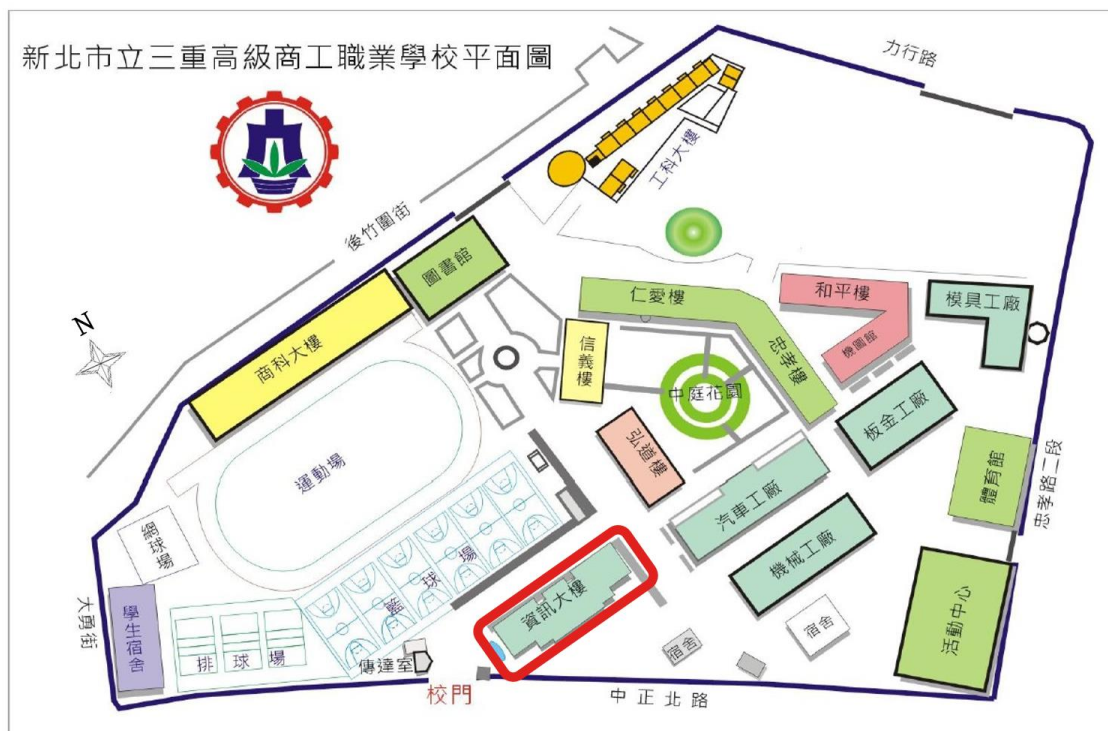 新北市立三重高級商工職業學校平面圖
力行路
工科大樓
後竹圍街
圖書館
仁愛樓
和平樓
模具工廠
N
商科大樓
信義樓
忠孝樓
機圖館
中庭花園
板金工廠
弘道樓
運動場
汽車工廠
體育館
忠孝路二段
網球場
籃球場
機械工廠
資訊大樓
大勇街
學生宿舍
排球場
傳達室
宿舍
宿舍
活動中心
校門
中正北路